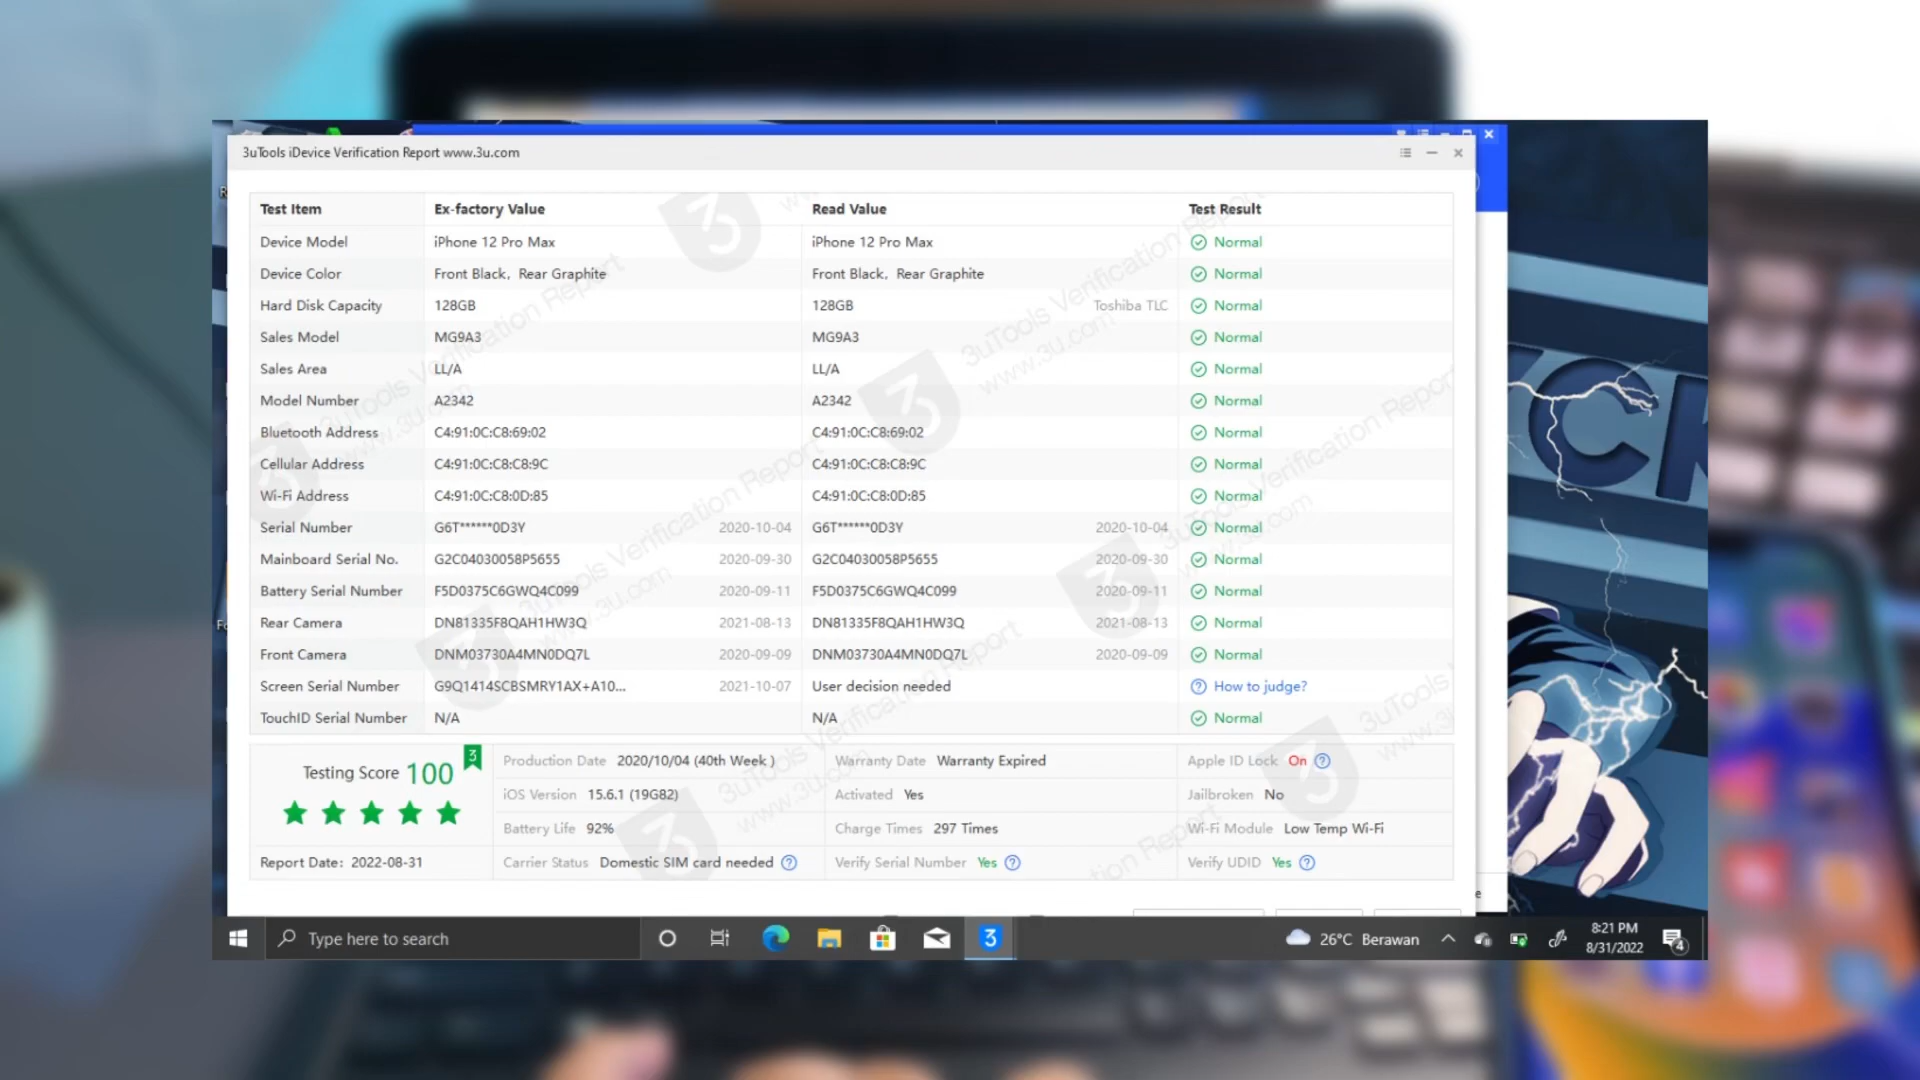 3uTools iDevice Verification Report www.3u.com
Test Item Ex-factory Value Read Value Test Result
Device Model iPhone 12 Pro Max iPhone 12 Pro Max Normal
Device Color Front Black, Rear Graphite Front Black, Rear Graphite Normal
Hard Disk Capacity 128GB 128GB Toshiba TLC Normal
Sales Model MG9A3 MG9A3 Normal
Sales Area LL/A LL/A Normal
Model Number A2342 A2342 Normal
Bluetooth Address C4:91:0C:C8:69:02 C4:91:0C:C8:69:02 Normal
Cellular Address C4:91:0C:C8:C8:9C C4:91:0C:C8:C8:9C Normal
Wi-Fi Address C4:91:0C:C8:0D:85 C4:91:0C:C8:0D:85 Normal
Serial Number G6T******0D3Y 2020-10-04 G6T******0D3Y 2020-10-04 Normal
Mainboard Serial No. G2C04030058P5655 2020-09-30 G2C04030058P5655 2020-09-30 Normal
Battery Serial Number F5D0375C6GWQ4C099 2020-09-11 F5D0375C6GWQ4C099 2020-09-11 Normal
Rear Camera DN81335F8QAH1HW3Q 2021-08-13 DN81335F8QAH1HW3Q 2021-08-13 Normal
Front Camera DNM03730A4MN0DQ7L 2020-09-09 DNM03730A4MN0DQ7L 2020-09-09 Normal
Screen Serial Number G9Q1414SCBSMRY1AX+A10... 2021-10-07 User decision needed How to judge?
TouchID Serial Number N/A N/A Normal
Testing Score 100 3
Production Date 2020/10/04 (40th Week ) Warranty Date Warranty Expired Apple ID Lock On
iOS Version 15.6.1 (19G82) Activated Yes Jailbroken No
Battery Life 92% Charge Times 297 Times Wi-Fi Module Low Temp Wi-Fi
Report Date: 2022-08-31 Carrier Status Domestic SIM card needed Verify Serial Number Yes Verify UDID Yes
3uTools Verification Report
www.3u.com
Type here to search
3
26°C Berawan
8:21 PM
8/31/2022
4